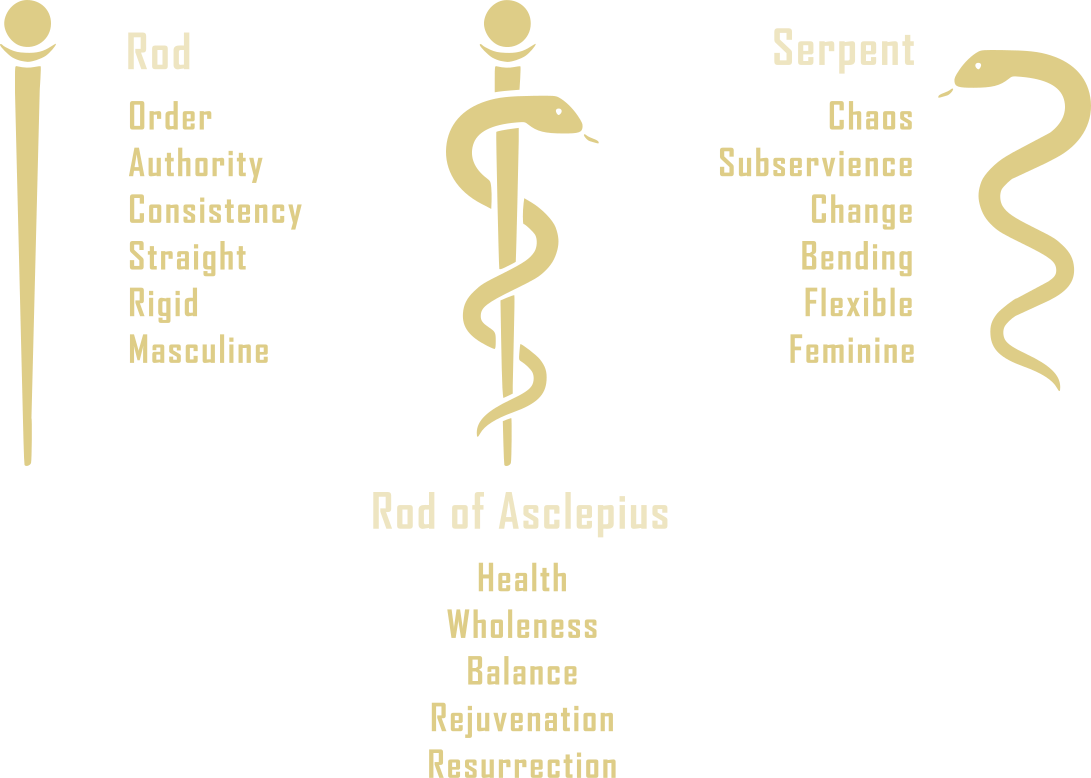 Rod
Order
Authority
Consistency
Straight
Rigid
Masculine
Serpent
Chaos
Subservience
Change
Bending
Flexible
Feminine
Rod of Asclepius
Health
Wholeness
Balance
Rejuvenation
Resurrection